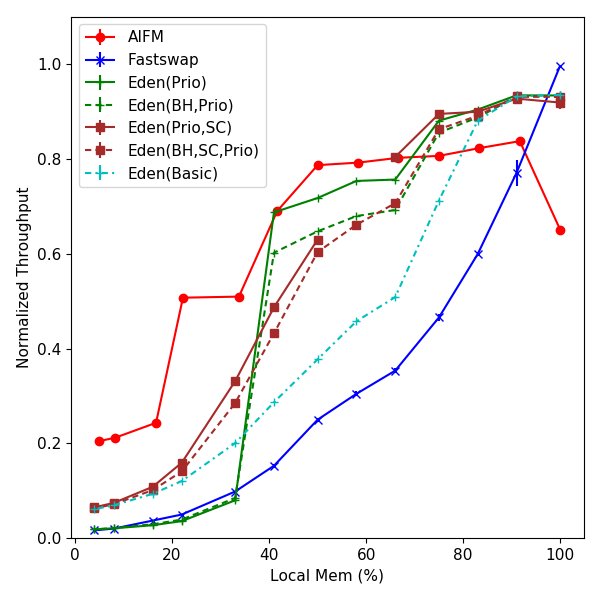 AIFM
Fastswap
Eden(Prio)
Eden(BH,Prio)
Eden(Prio,SC)
Eden(BH,SC,Prio)
Eden(Basic)
Normalized Throughput
1.0
0.8
0.6
0.4
0.2
0.0
0 20 40 60 80 100
Local Mem (%)